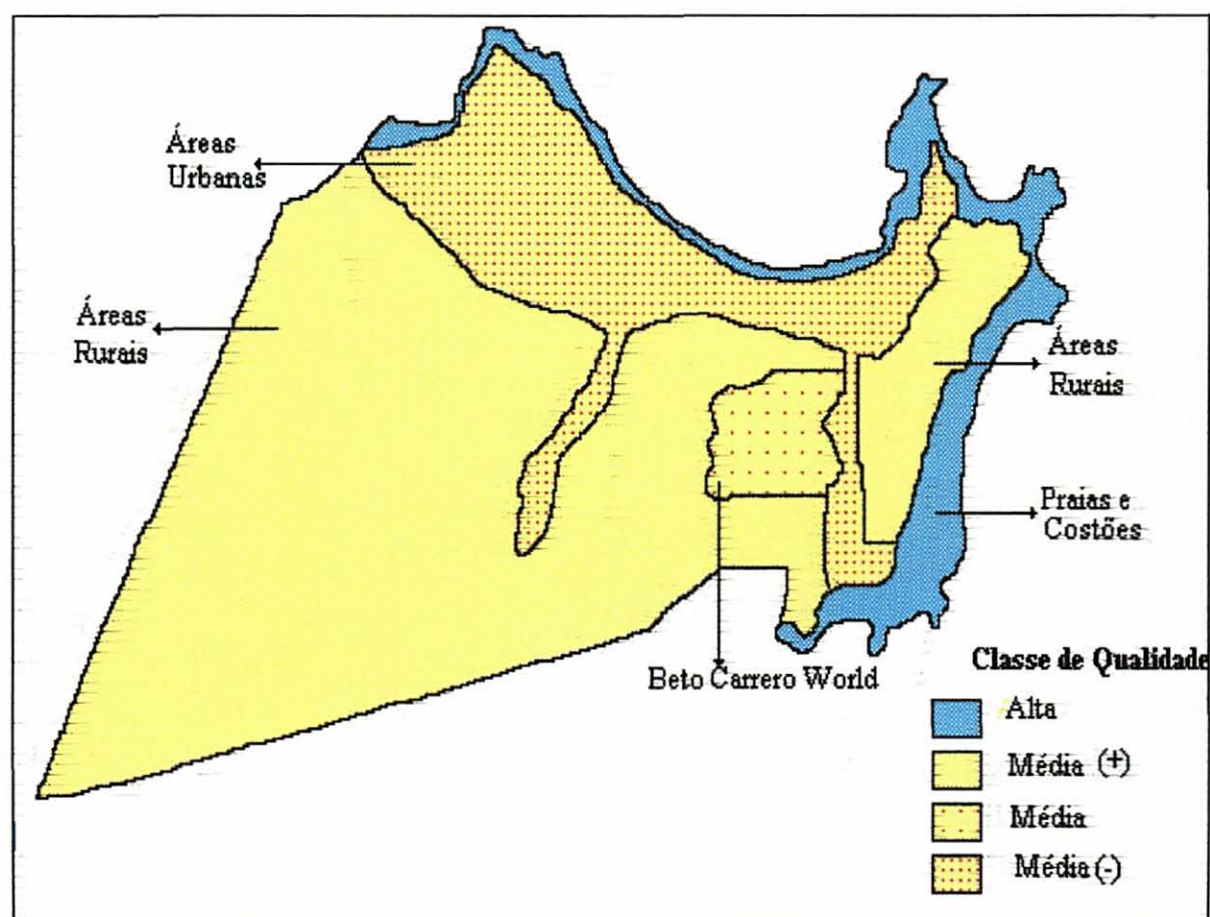 Áreas
Urbanas
Áreas
Rurais
Áreas
Rurais
Praias e
Costões
Beto Carrero World
Classe de Qualidade
Alta
Média (+)
Média
Média (-)